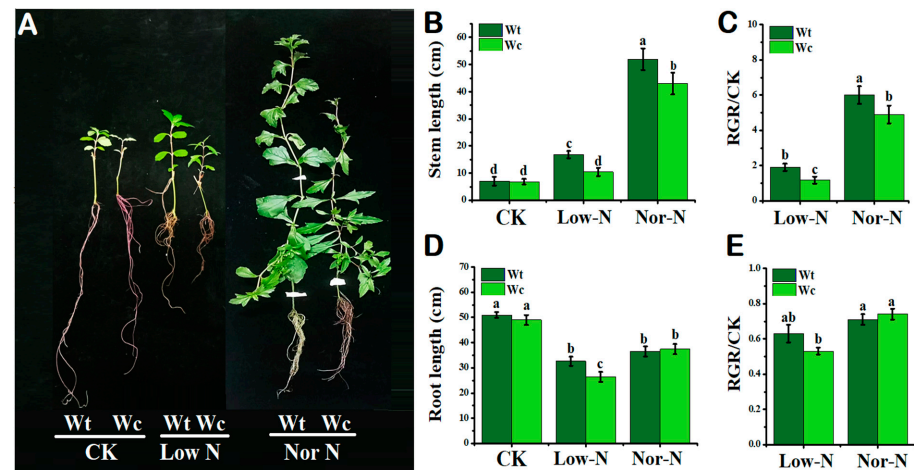 A
Wt Wc Wt Wc Wt Wc
CK Low N Nor N
B
Stem length (cm)
60
50
40
30
20
10
0
Wt
Wc
d d c d a b
CK Low-N Nor-N
C
RGR/CK
8
6
4
2
0
Wt
Wc
b c a b
Low-N Nor-N
D
Root length (cm)
70
60
50
40
30
20
10
0
Wt
Wc
a a b c b b
CK Low-N Nor-N
E
RGR/CK
1.0
0.8
0.6
0.4
0.2
0.0
Wt
Wc
ab b a a
Low-N Nor-N